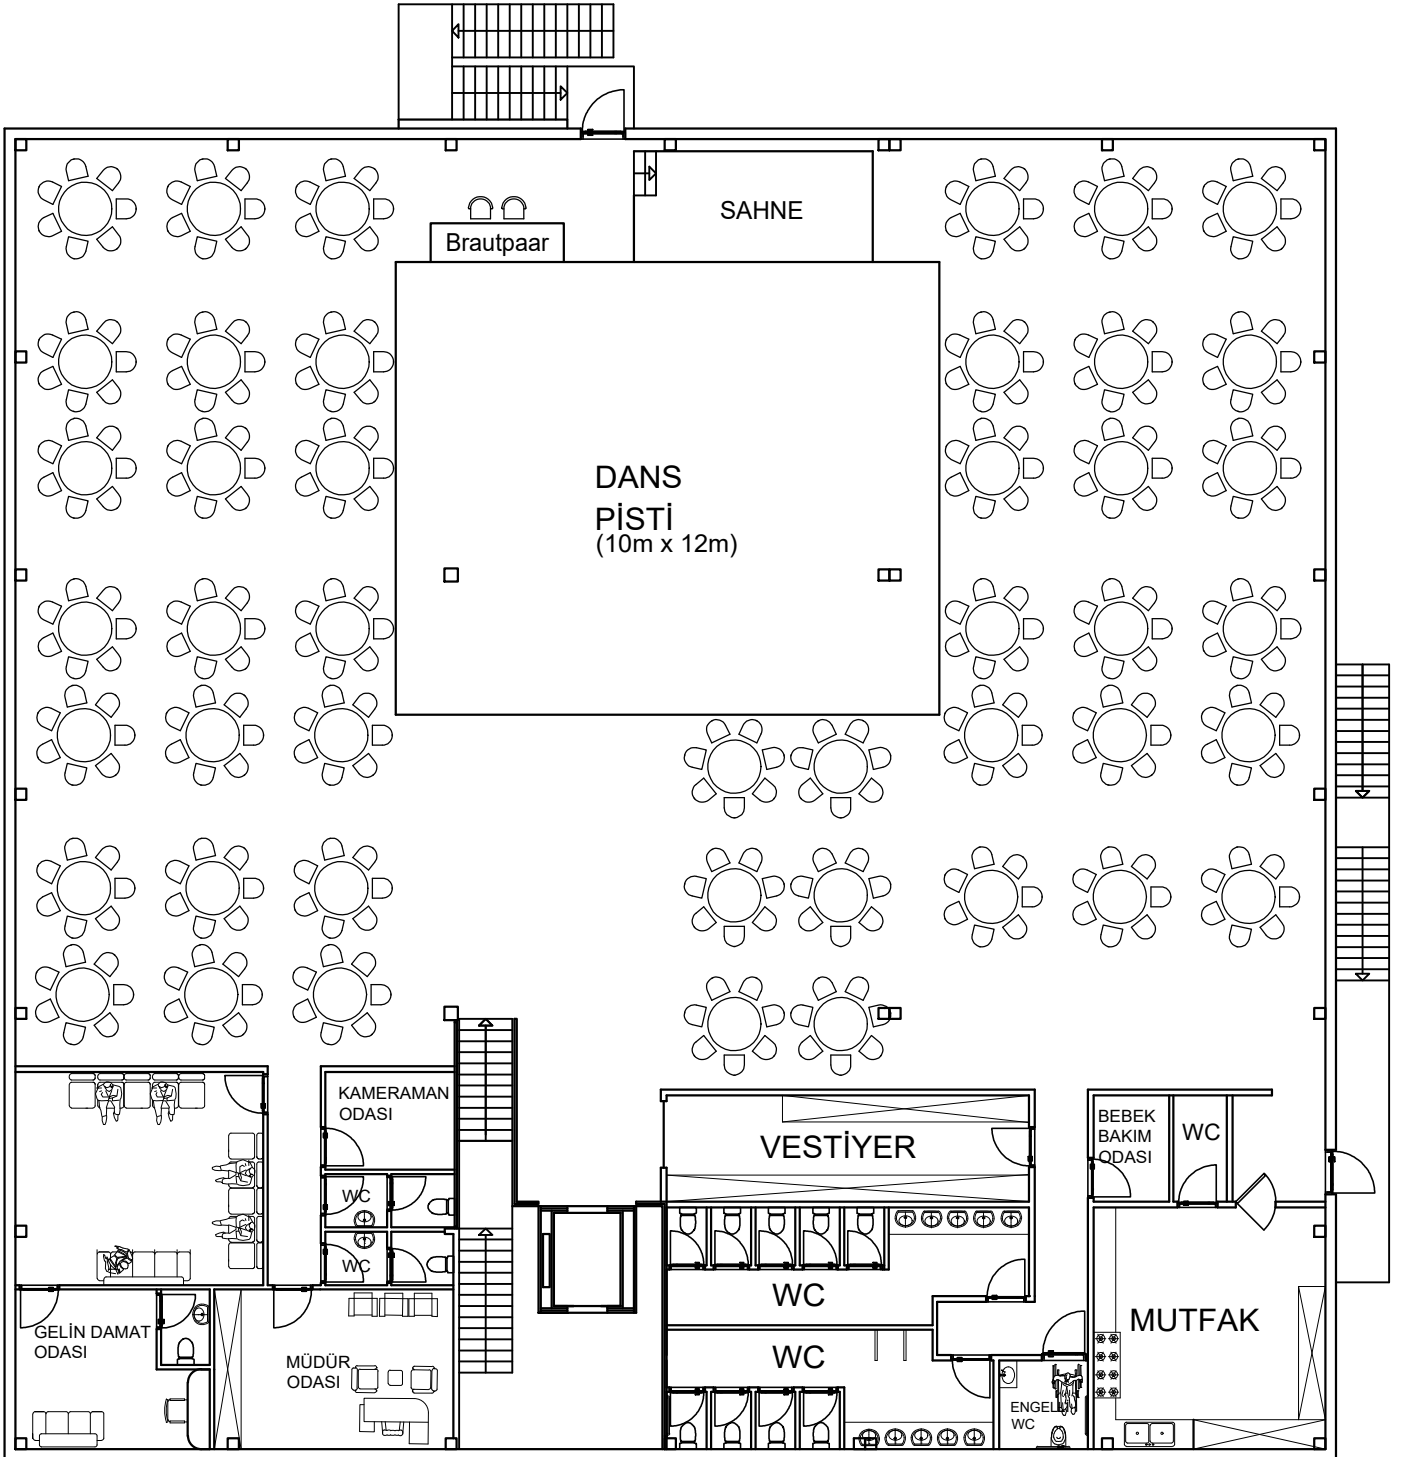 SAHNE
Brautpaar
DANS
PİSTİ
(10m x 12m)
KAMERAMAN
ODASI
BEBEK
BAKIM
ODASI
WC
VESTİYER
WC
WC
WC
WC
MUTFAK
GELİN DAMAT
ODASI
MÜDÜR
ODASI
ENGELLİ
WC